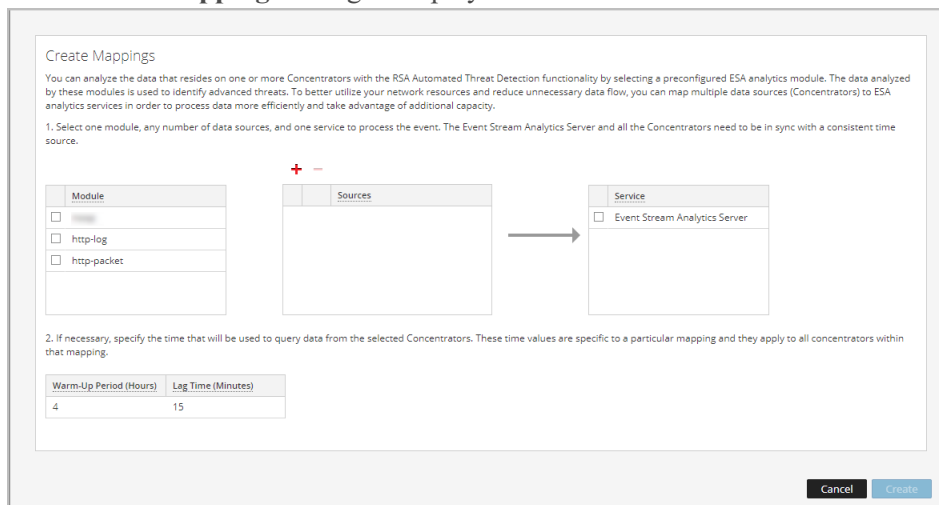 Create Mappings
You can analyze the data that resides on one or more Concentrators with the RSA Automated Threat Detection functionality by selecting a preconfigured ESA analytics module. The data analyzed
by these modules is used to identify advanced threats. To better utilize your network resources and reduce unnecessary data flow, you can map multiple data sources (Concentrators) to ESA
analytics services in order to process data more efficiently and take advantage of additional capacity.
1. Select one module, any number of data sources, and one service to process the event. The Event Stream Analytics Server and all the Concentrators need to be in sync with a consistent time
source.
Module
http-log
http-packet
Sources
Service
Event Stream Analytics Server
2. If necessary, specify the time that will be used to query data from the selected Concentrators. These time values are specific to a particular mapping and they apply to all concentrators within
that mapping.
Warm-Up Period (Hours) Lag Time (Minutes)
4 15
Cancel Create